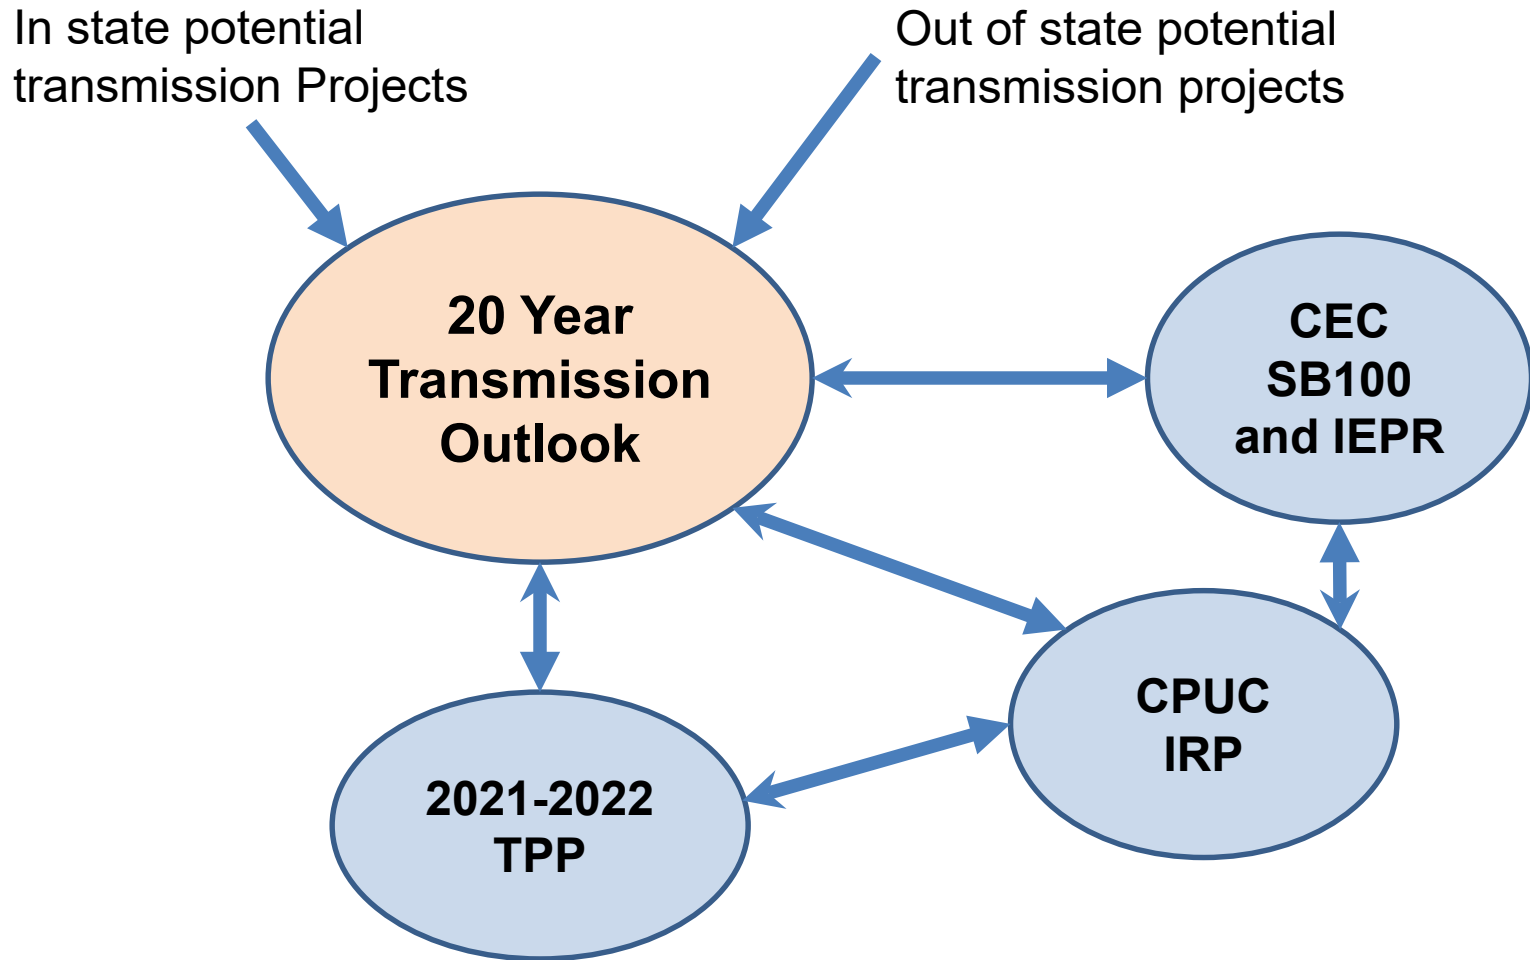 In state potential
transmission Projects
Out of state potential
transmission projects
20 Year
Transmission
Outlook
CEC
SB100
and IEPR
CPUC
IRP
2021-2022
TPP